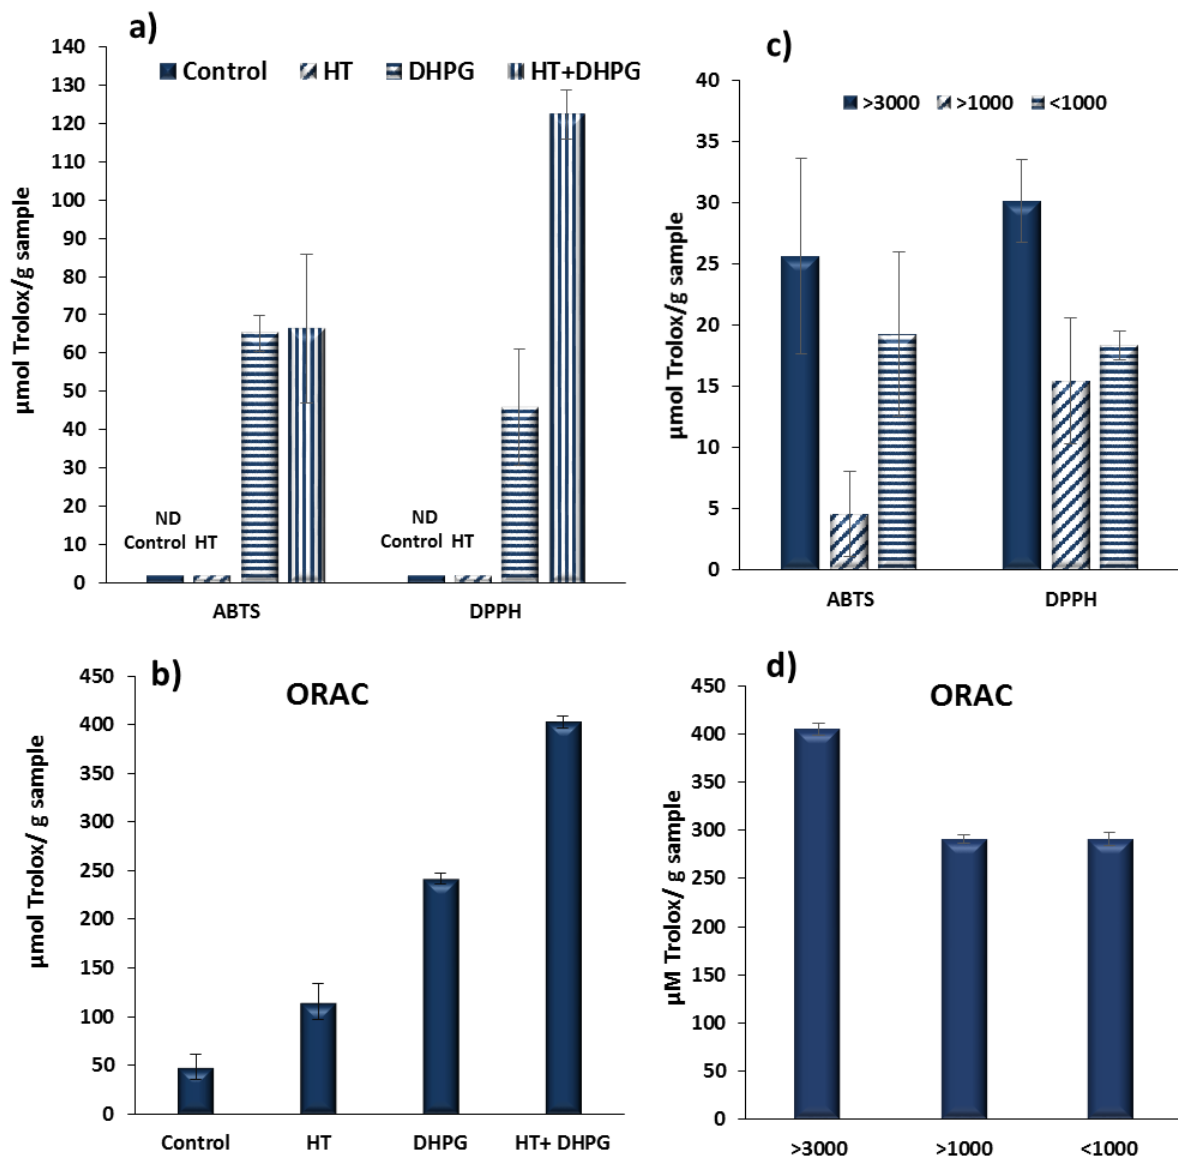 a)
Control HT DHPG HT+DHPG
140
130
120
110
100
90
80
70
60
50
40
30
20
10
0
µmol Trolox/g sample
ND
Control HT
ND
Control HT
ABTS DPPH
c)
>3000 >1000 <1000
40
35
30
25
20
15
10
5
0
µmol Trolox/g sample
ABTS DPPH
b)
ORAC
450
400
350
300
250
200
150
100
50
0
µmol Trolox/ g sample
Control HT DHPG HT+ DHPG
d)
ORAC
450
400
350
300
250
200
150
100
50
0
µM Trolox/ g sample
>3000 >1000 <1000